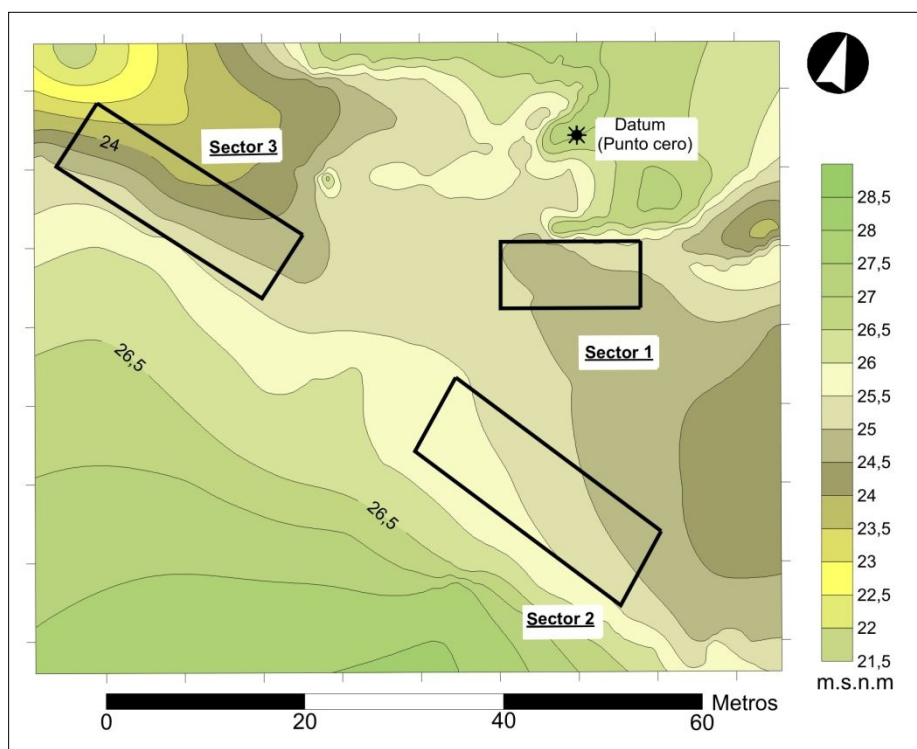 Sector 3
24
Datum
(Punto cero)
Sector 1
26,5
26,5
Sector 2
28,5
28
27,5
27
26,5
26
25,5
25
24,5
24
23,5
23
22,5
22
21,5
m.s.n.m
Metros
0 20 40 60